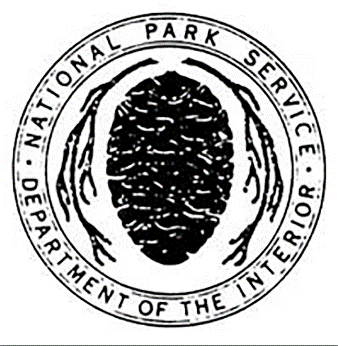 · NATIONAL PARK SERVICE ·
DEPARTMENT OF THE INTERIOR